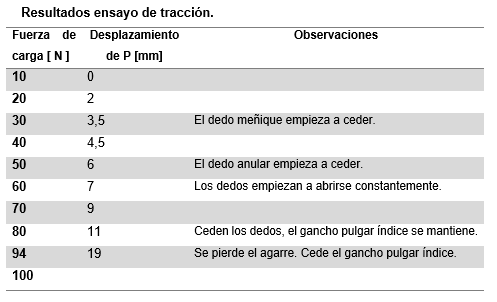 Resultados ensayo de tracción.
Fuerza de carga [ N ] Desplazamiento de P [mm] Observaciones
10 0
20 2
30 3,5 El dedo meñique empieza a ceder.
40 4,5
50 6 El dedo anular empieza a ceder.
60 7 Los dedos empiezan a abrirse constantemente.
70 9
80 11 Ceden los dedos, el gancho pulgar índice se mantiene.
94 19 Se pierde el agarre. Cede el gancho pulgar índice.
100